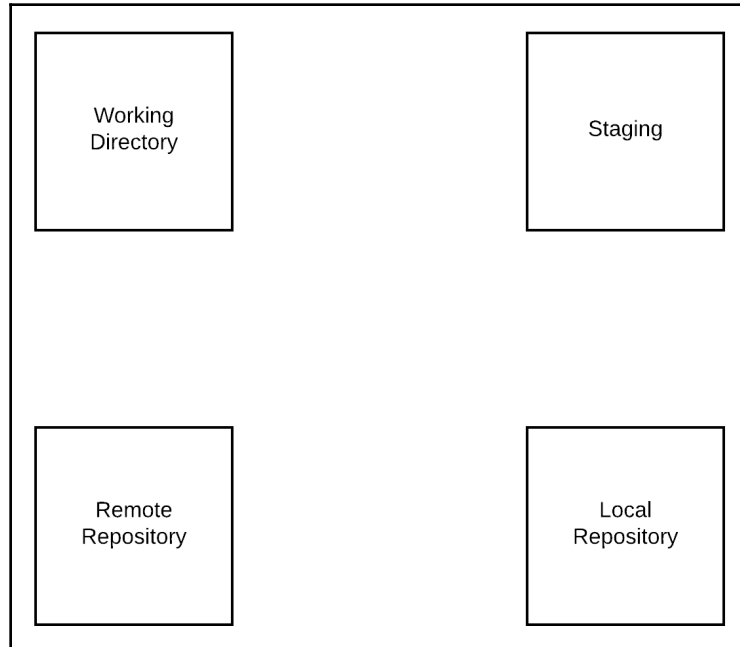 Working
Directory
Staging
Remote
Repository
Local
Repository